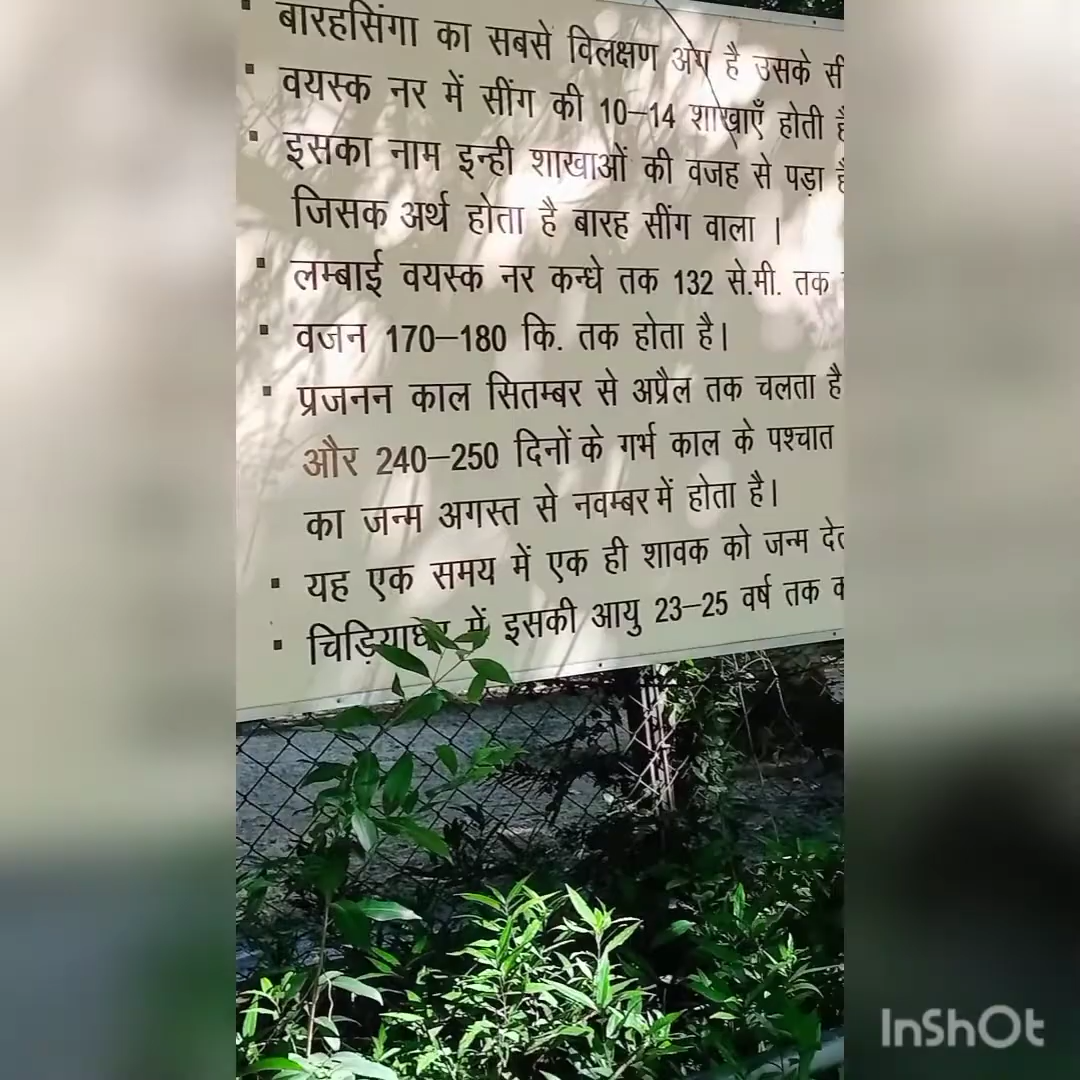 बारहसिंगा का सबसे विलक्षण अंग है उसके सीं
वयस्क नर में सींग की 10–14 शाखाएँ होती हैं
इसका नाम इन्ही शाखाओं की वजह से पड़ा है
जिसक अर्थ होता है बारह सींग वाला ।
लम्बाई वयस्क नर कन्धे तक 132 से.मी. तक
वजन 170–180 कि. तक होता है।
प्रजनन काल सितम्बर से अप्रैल तक चलता है
और 240–250 दिनों के गर्भ काल के पश्चात
का जन्म अगस्त से नवम्बर में होता है।
यह एक समय में एक ही शावक को जन्म
चिड़ियाघर में इसकी आयु 23–25 वर्ष तक
InShOt